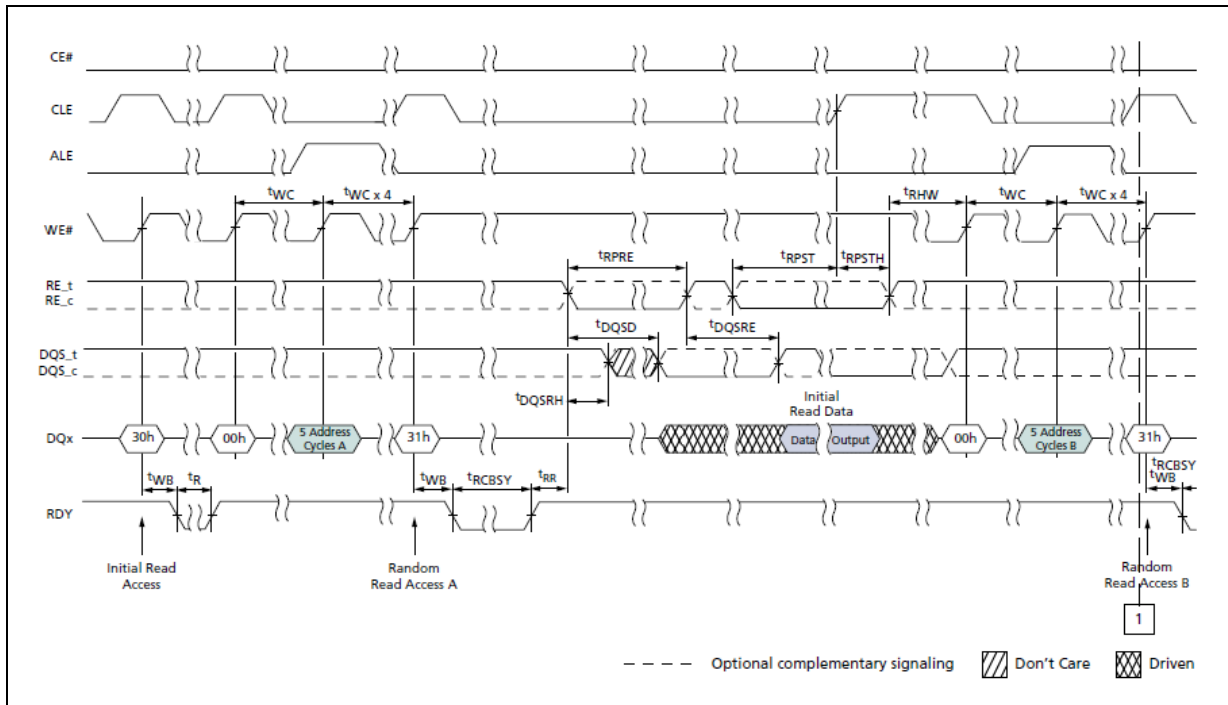 CE#
CLE
ALE
tWC tWC x 4 tRHW tWC tWC x 4
WE#
tRPRE tRPST tRPSTH
RE_t
RE_c
tDQSD tDQSRE
DQS_t
DQS_c
tDQSRH
Initial
Read Data
DQx 30h 00h 5 Address
Cycles A 31h Data Output 00h 5 Address
Cycles B 31h
tWB tR tWB tRCBSY tRR tRCBSY
tWB
RDY
Initial Read
Access
Random
Read Access A
Random
Read Access B
1
Optional complementary signaling Don't Care Driven